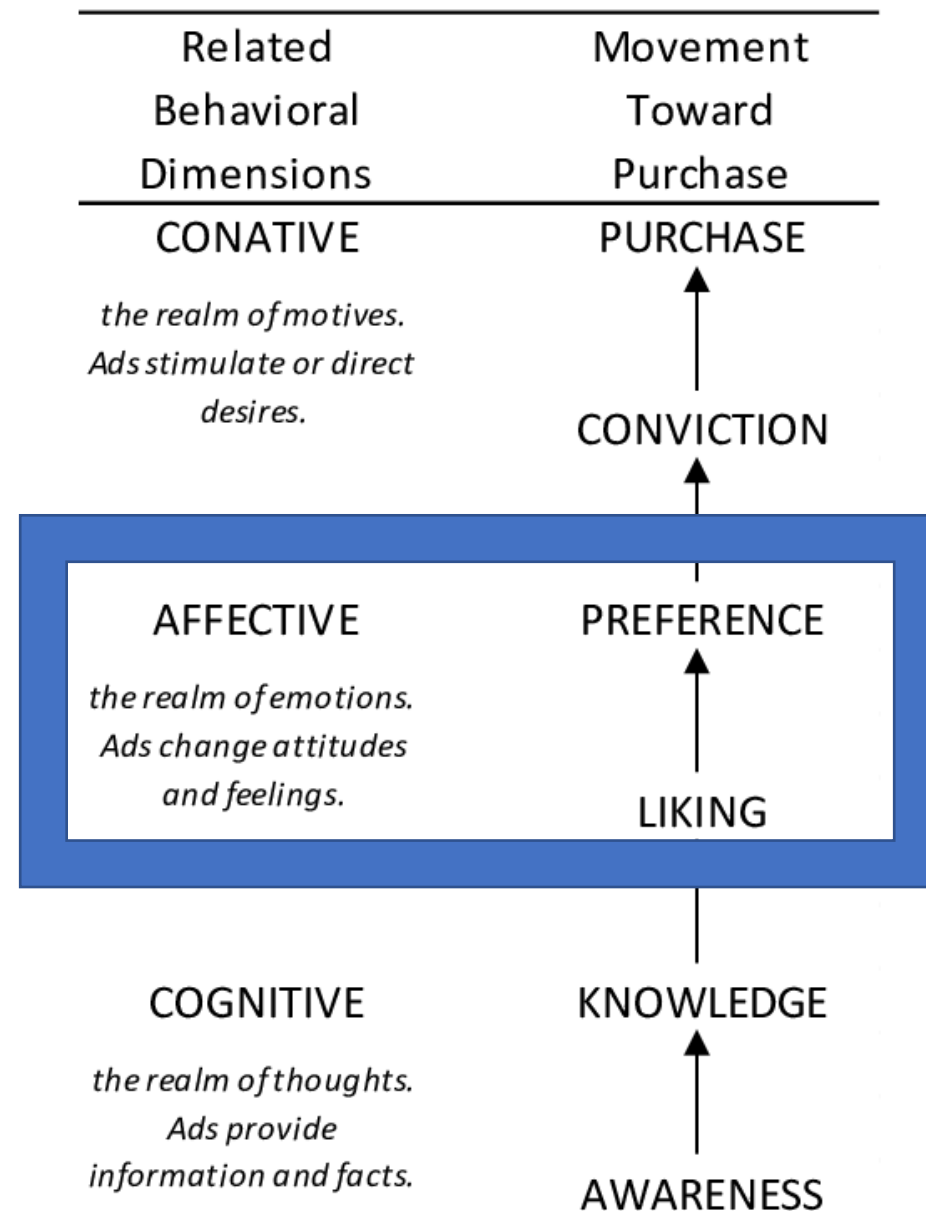 Related
Behavioral
Dimensions
Movement
Toward
Purchase
CONATIVE
PURCHASE
the realm of motives.
Ads stimulate or direct
desires.
CONVICTION
AFFECTIVE
PREFERENCE
the realm of emotions.
Ads change attitudes
and feelings.
LIKING
COGNITIVE
KNOWLEDGE
the realm of thoughts.
Ads provide
information and facts.
AWARENESS